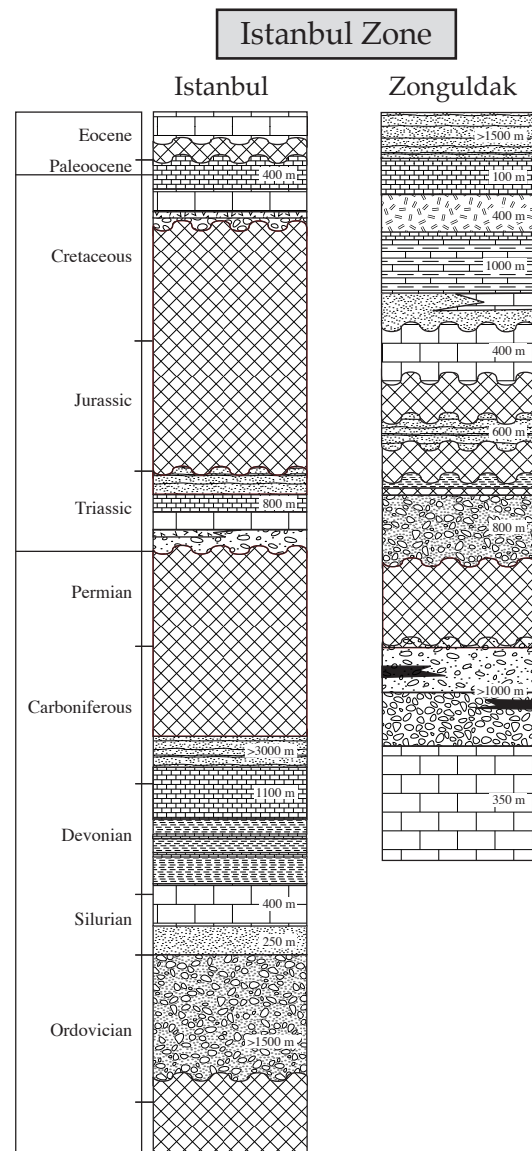 Istanbul Zone
Istanbul
Zonguldak
Eocene
Paleoocene
Cretaceous
Jurassic
Triassic
Permian
Carboniferous
Devonian
Silurian
Ordovician
400 m
800 m
>3000 m
1100 m
400 m
250 m
>1500 m
>1500 m
100 m
400 m
1000 m
400 m
600 m
800 m
>1000 m
350 m